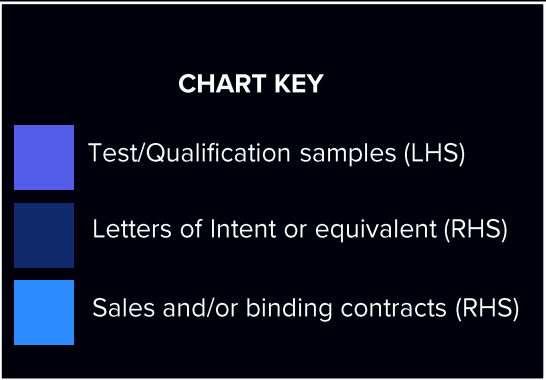 CHART KEY
Test/Qualification samples (LHS)
Letters of Intent or equivalent (RHS)
Sales and/or binding contracts (RHS)